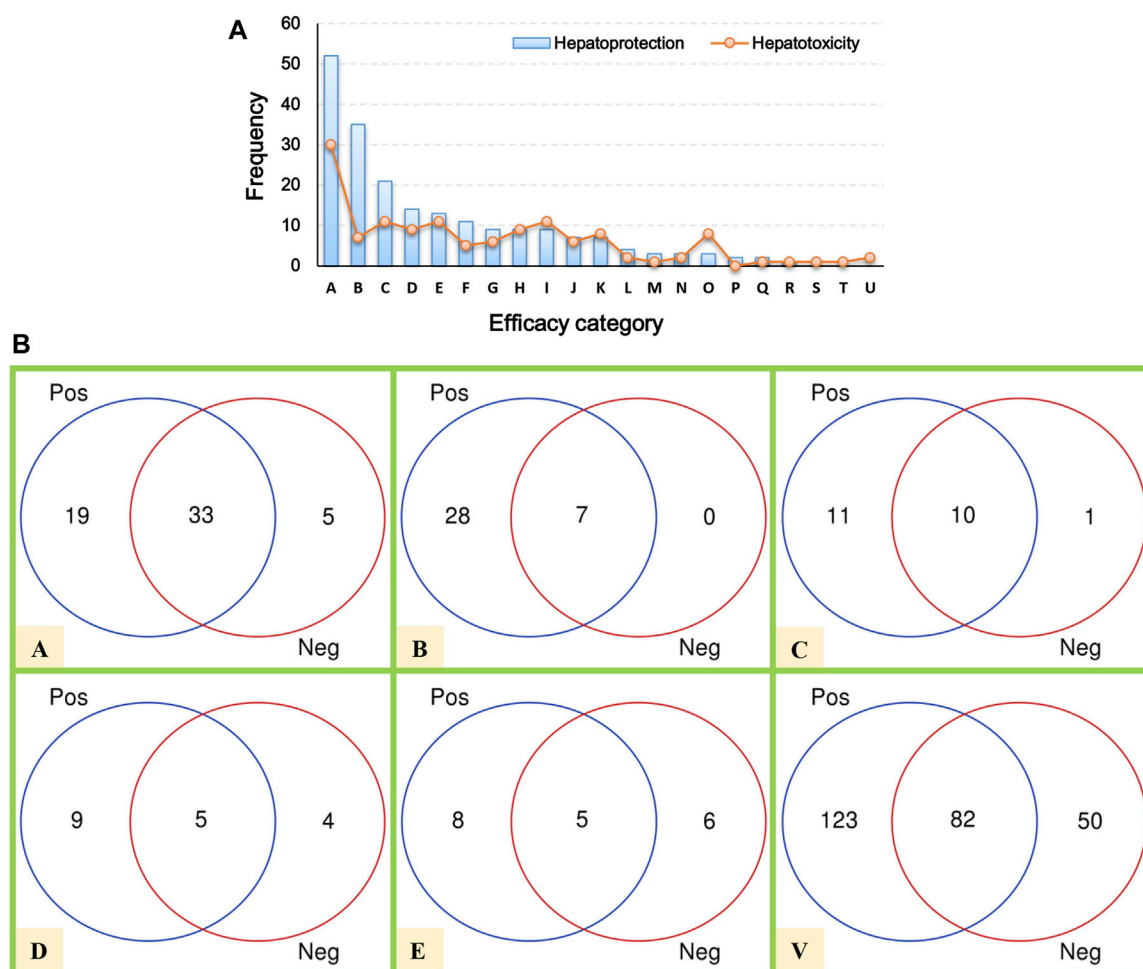 A
Hepatoprotection Hepatotoxicity
60
50
40
30
20
10
0
Frequency
A B C D E F G H I J K L M N O P Q R S T U
Efficacy category
B
Pos Pos Pos
19 33 5 28 7 0 11 10 1
A Neg B Neg C Neg
Pos Pos Pos
9 5 4 8 5 6 123 82 50
D Neg E Neg V Neg